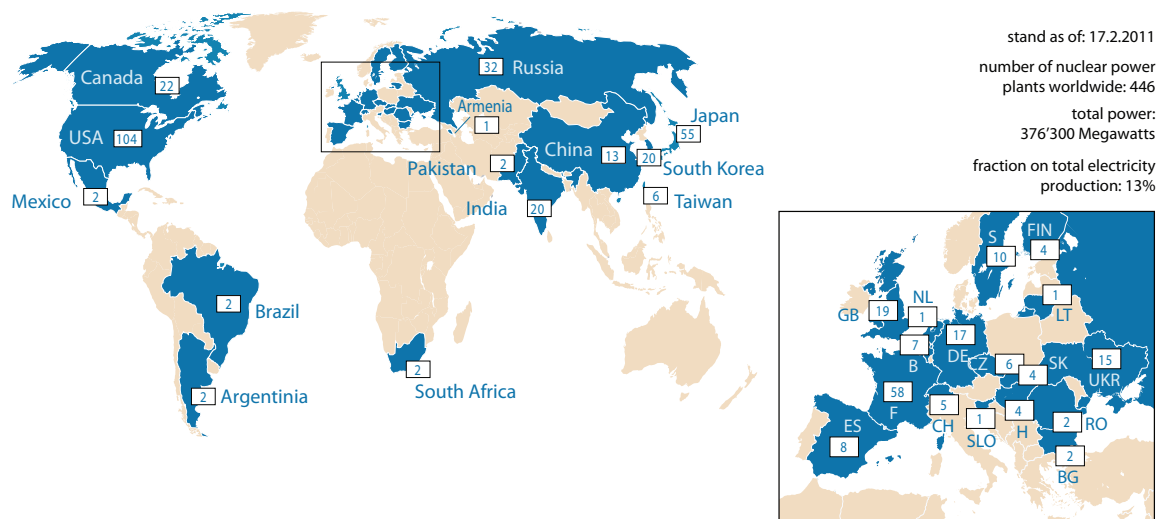 stand as of: 17.2.2011
number of nuclear power
plants worldwide: 446
total power:
376’300 Megawatts
fraction on total electricity
production: 13%
Canada
22
USA
104
Mexico
2
Brazil
2
Argentinia
2
South Africa
2
Russia
32
Armenia
1
Pakistan
2
India
20
China
13
Japan
55
South Korea
20
Taiwan
6
S
10
FIN
4
LT
1
GB
19
NL
1
B
7
DE
17
CZ
6
SK
4
UKR
15
F
58
CH
5
SLO
1
H
4
RO
2
BG
2
ES
8